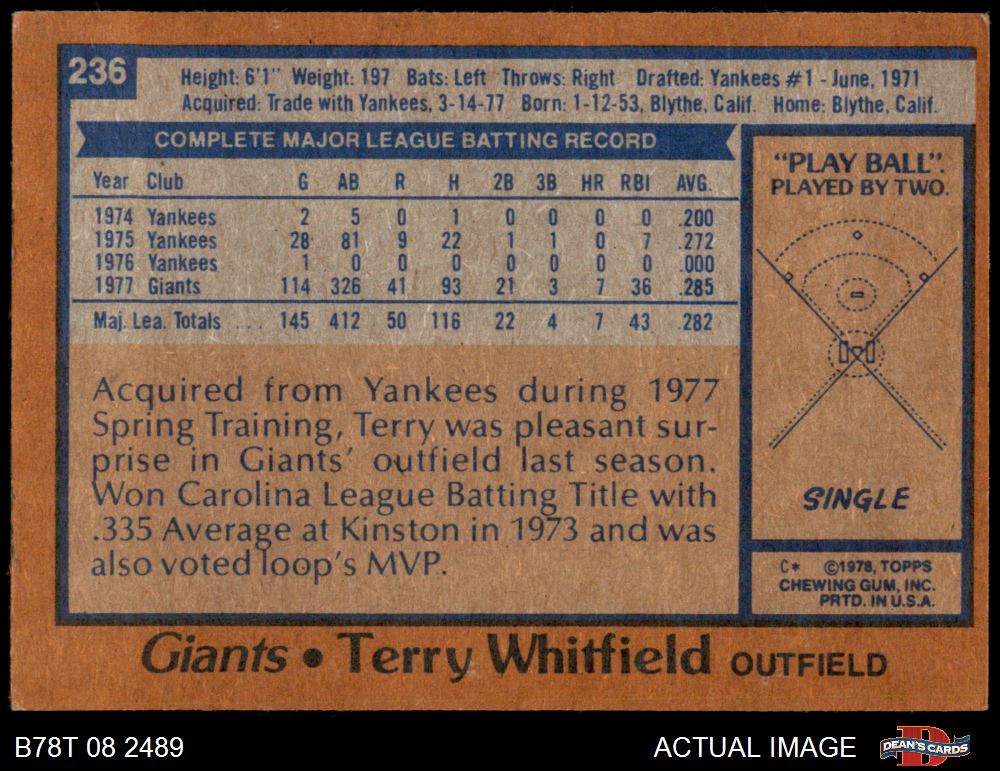 236
Height: 6'1" Weight: 197 Bats: Left Throws: Right Drafted: Yankees #1 - June, 1971
Acquired: Trade with Yankees, 3-14-77 Born: 1-12-53, Blythe, Calif. Home: Blythe, Calif.
COMPLETE MAJOR LEAGUE BATTING RECORD
Year Club G AB R H 2B 3B HR RBI AVG.
1974 Yankees 2 5 0 1 0 0 0 0 .200
1975 Yankees 28 81 9 22 1 1 0 7 .272
1976 Yankees 1 0 0 0 0 0 0 0 .000
1977 Giants 114 326 41 93 21 3 7 36 .285
Maj. Lea. Totals ... 145 412 50 116 22 4 7 43 .282
Acquired from Yankees during 1977
Spring Training, Terry was pleasant sur-
prise in Giants' outfield last season.
Won Carolina League Batting Title with
.335 Average at Kinston in 1973 and was
also voted loop's MVP.
"PLAY BALL".
PLAYED BY TWO.
SINGLE
C* ©1978, TOPPS
CHEWING GUM, INC.
PRTD. IN U.S.A.
Giants • Terry Whitfield OUTFIELD
B78T 08 2489
ACTUAL IMAGE
D
DEAN'S CARDS